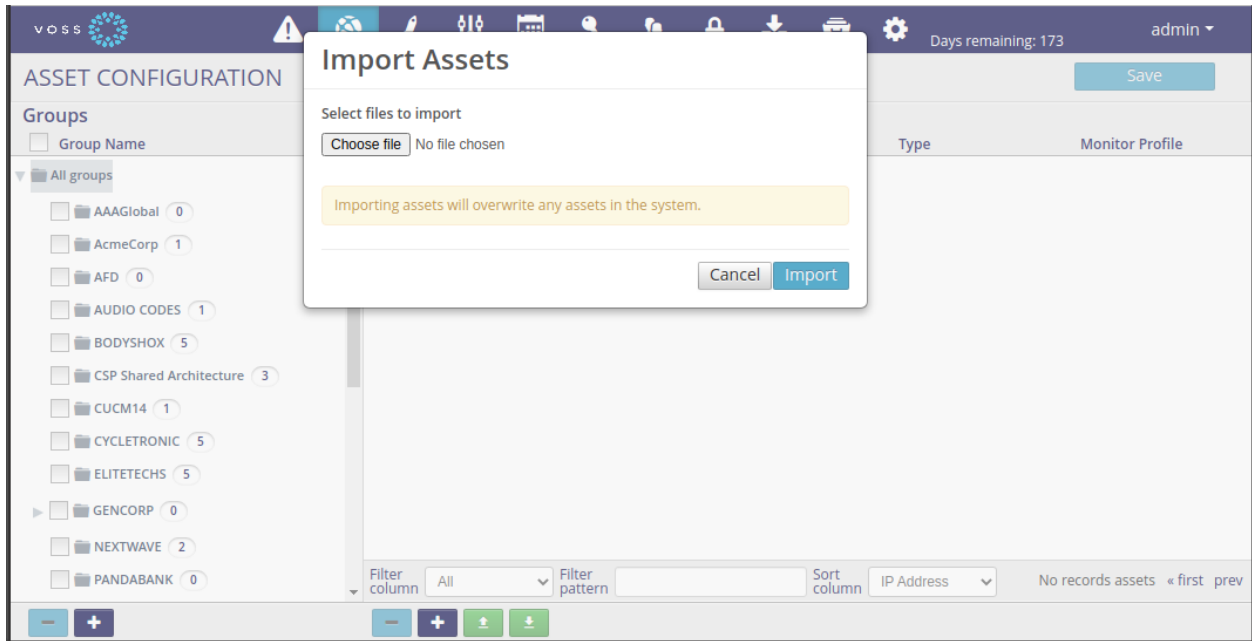 VOSS
Days remaining: 173
admin
ASSET CONFIGURATION
Save
Import Assets
Select files to import
Choose file No file chosen
Importing assets will overwrite any assets in the system.
Cancel Import
Groups
Group Name
Type Monitor Profile
All groups
AAAGlobal 0
AcmeCorp 1
AFD 0
AUDIO CODES 1
BODYSHOX 5
CSP Shared Architecture 3
CUCM14 1
CYCLETRONIC 5
ELITETECHS 5
GENCORP 0
NEXTWAVE 2
PANDABANK 0
Filter column All Filter pattern Sort column IP Address No records assets « first prev